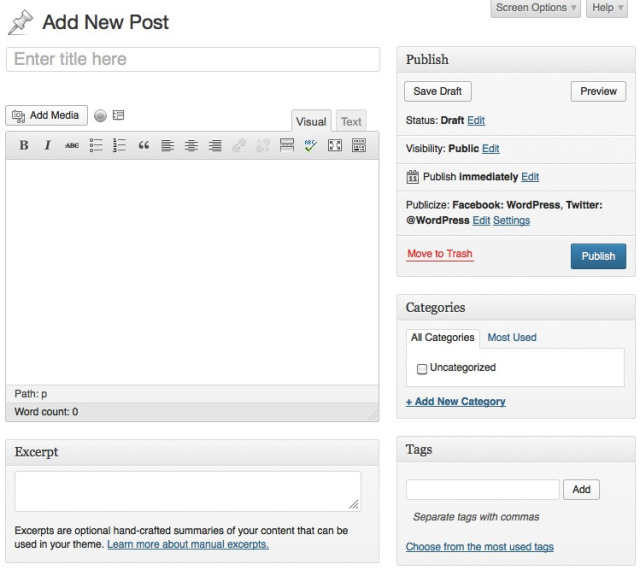 Screen Options ▼ Help ▼
Add New Post
Enter title here
Add Media
Visual Text
B I ABC “ ABC
Path: p
Word count: 0
Excerpt
Excerpts are optional hand-crafted summaries of your content that can be
used in your theme. Learn more about manual excerpts.
Publish
Save Draft Preview
Status: Draft Edit
Visibility: Public Edit
11 Publish immediately Edit
Publicize: Facebook: WordPress, Twitter:
@WordPress Edit Settings
Move to Trash Publish
Categories
All Categories Most Used
Uncategorized
+ Add New Category
Tags
Add
Separate tags with commas
Choose from the most used tags